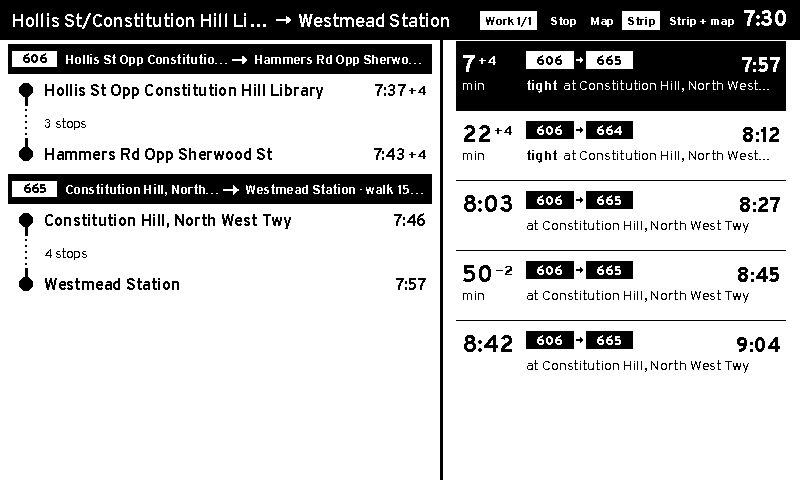 Hollis St/Constitution Hill Li... → Westmead Station Work 1/1 Stop Map Strip Strip + map 7:30
606 Hollis St Opp Constitutio... → Hammers Rd Opp Sherwo...
Hollis St Opp Constitution Hill Library 7:37 +4
3 stops
Hammers Rd Opp Sherwood St 7:43 +4
665 Constitution Hill, North... → Westmead Station · walk 15...
Constitution Hill, North West Twy 7:46
4 stops
Westmead Station 7:57
7 +4 606 → 665 7:57
min tight at Constitution Hill, North West...
22 +4 606 → 664 8:12
min tight at Constitution Hill, North West...
8:03 606 → 665 8:27
at Constitution Hill, North West Twy
50 −2 606 → 665 8:45
min at Constitution Hill, North West Twy
8:42 606 → 665 9:04
at Constitution Hill, North West Twy